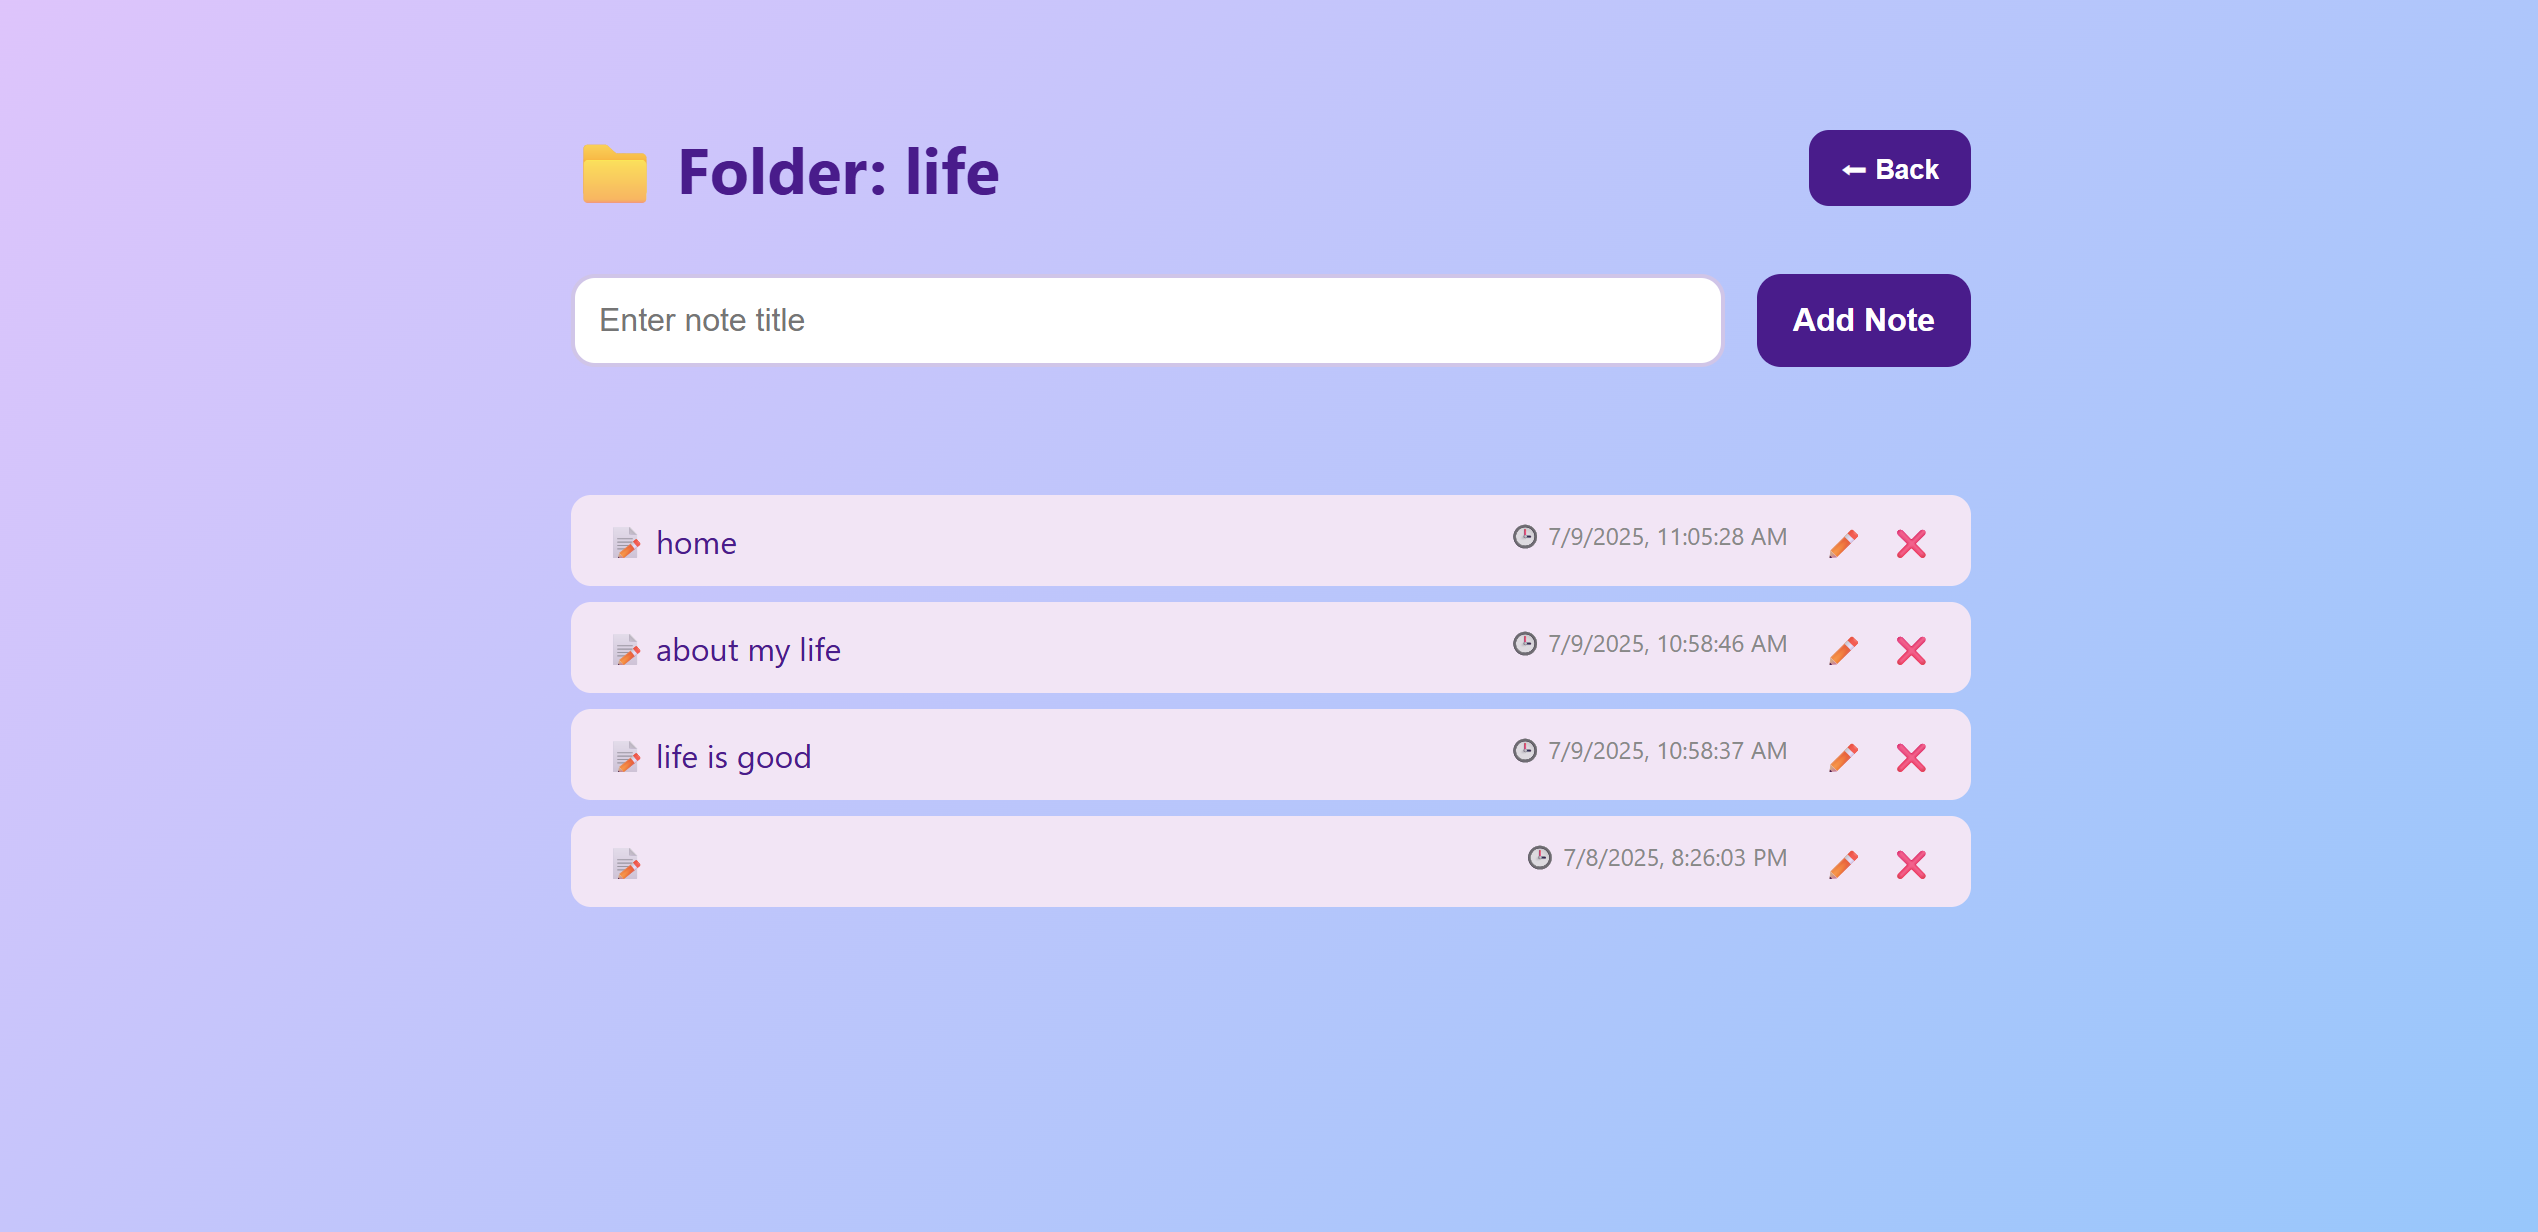 Folder: life
← Back
Enter note title
Add Note
home 7/9/2025, 11:05:28 AM
about my life 7/9/2025, 10:58:46 AM
life is good 7/9/2025, 10:58:37 AM
7/8/2025, 8:26:03 PM